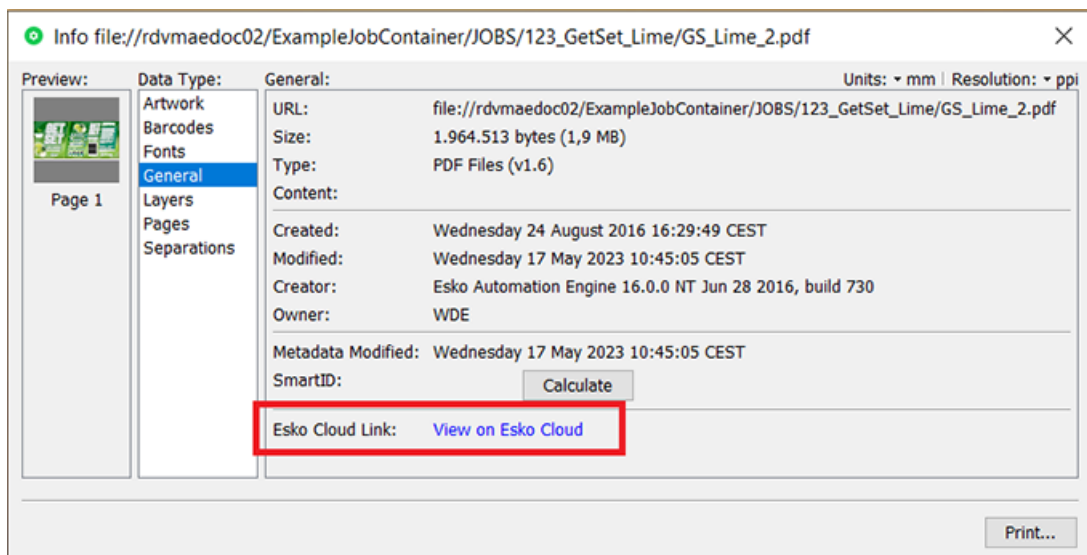 Info file://rdvmaedoc02/ExampleJobContainer/JOBS/123_GetSet_Lime/GS_Lime_2.pdf
Preview:
Page 1
Data Type:
Artwork
Barcodes
Fonts
General
Layers
Pages
Separations
General:
Units: mm | Resolution: ppi
URL: file://rdvmaedoc02/ExampleJobContainer/JOBS/123_GetSet_Lime/GS_Lime_2.pdf
Size: 1.964.513 bytes (1,9 MB)
Type: PDF Files (v1.6)
Content:
Created: Wednesday 24 August 2016 16:29:49 CEST
Modified: Wednesday 17 May 2023 10:45:05 CEST
Creator: Esko Automation Engine 16.0.0 NT Jun 28 2016, build 730
Owner: WDE
Metadata Modified: Wednesday 17 May 2023 10:45:05 CEST
SmartID: Calculate
Esko Cloud Link: View on Esko Cloud
Print...